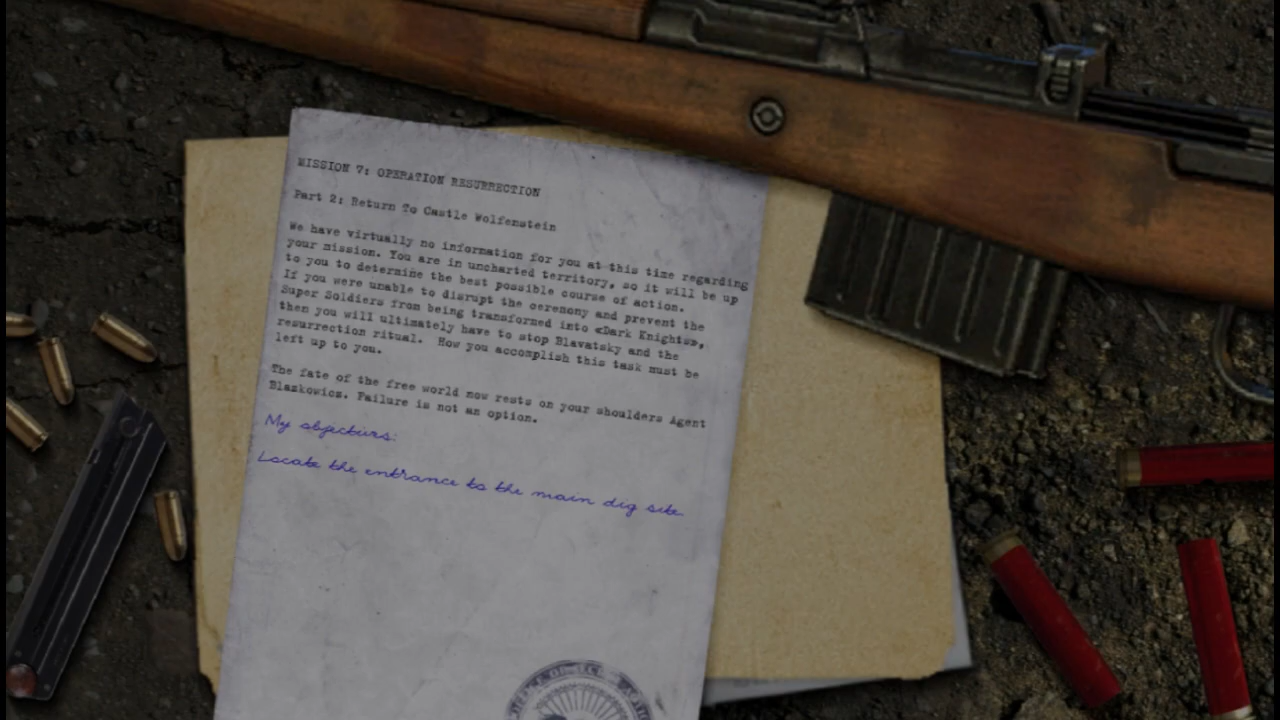 MISSION 7: OPERATION RESURRECTION
Part 2: Return To Castle Wolfenstein
We have virtually no information for you at this time regarding
your mission. You are in uncharted territory, so it will be up
to you to determine the best possible course of action.
If you were unable to disrupt the ceremony and prevent the
Super Soldiers from being transformed into «Dark Knights»,
then you will ultimately have to stop Blavatsky and the
resurrection ritual. How you accomplish this task must be
left up to you.
The fate of the free world now rests on your shoulders Agent
Blazkowicz. Failure is not an option.
My objectives:
Locate the entrance to the main dig site.